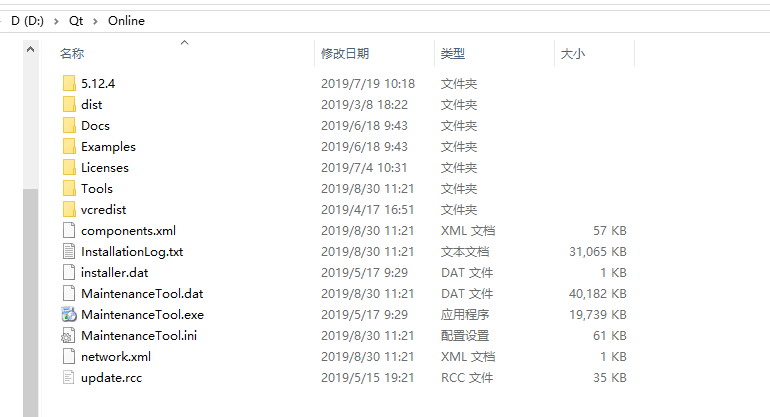 D (D:) Qt Online
名称 修改日期 类型 大小
5.12.4 2019/7/19 10:18 文件夹
dist 2019/3/8 18:22 文件夹
Docs 2019/6/18 9:43 文件夹
Examples 2019/6/18 9:43 文件夹
Licenses 2019/7/4 10:31 文件夹
Tools 2019/8/30 11:21 文件夹
vcredist 2019/4/17 16:51 文件夹
components.xml 2019/8/30 11:21 XML 文档 57 KB
InstallationLog.txt 2019/8/30 11:21 文本文档 31,065 KB
installer.dat 2019/5/17 9:29 DAT 文件 1 KB
MaintenanceTool.dat 2019/8/30 11:21 DAT 文件 40,182 KB
MaintenanceTool.exe 2019/5/17 9:29 应用程序 19,739 KB
MaintenanceTool.ini 2019/8/30 11:21 配置设置 61 KB
network.xml 2019/8/30 11:21 XML 文档 1 KB
update.rcc 2019/5/15 19:21 RCC 文件 35 KB